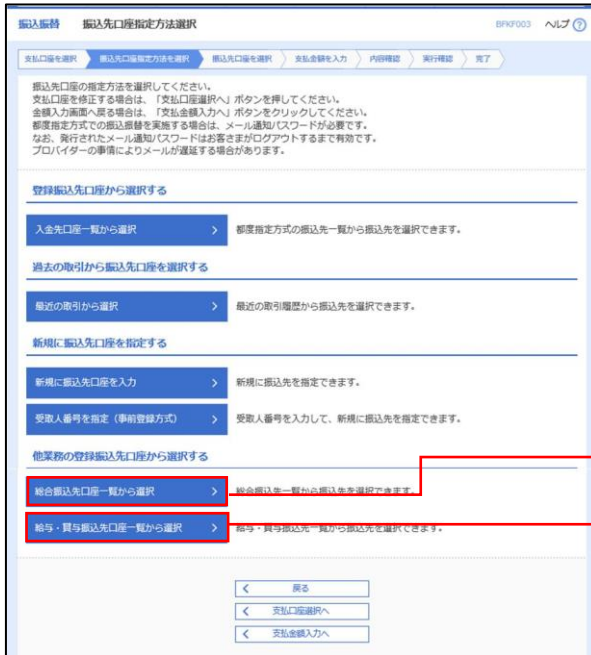 振込振替 振込先口座指定方法選択 BFKF003 ヘルプ ?
支払口座を選択 振込先口座指定方法を選択 振込先口座を選択 支払金額を入力 内容確認 実行確認 完了
振込先口座の指定方法を選択してください。
支払口座を修正する場合は、「支払口座選択へ」ボタンを押してください。
金額入力画面へ戻る場合は、「支払金額入力へ」ボタンをクリックしてください。
都度指定方式での振込振替を実施する場合は、メール通知パスワードが必要です。
なお、発行されたメール通知パスワードはお客さまがログアウトするまで有効です。
プロバイダーの事情によりメールが遅延する場合があります。
登録振込先口座から選択する
入金先口座一覧から選択 都度指定方式の振込先一覧から振込先を選択できます。
過去の取引から振込先口座を選択する
最近の取引から選択 最近の取引履歴から振込先を選択できます。
新規に振込先口座を指定する
新規に振込先口座を入力 新規に振込先を指定できます。
受取人番号を指定(事前登録方式) 受取人番号を入力して、新規に振込先を指定できます。
他業務の登録振込先口座から選択する
総合振込先口座一覧から選択 総合振込先一覧から振込先を選択できます。
給与・賞与振込先口座一覧から選択 給与・賞与振込先一覧から振込先を選択できます。
戻る
支払口座選択へ
支払金額入力へ